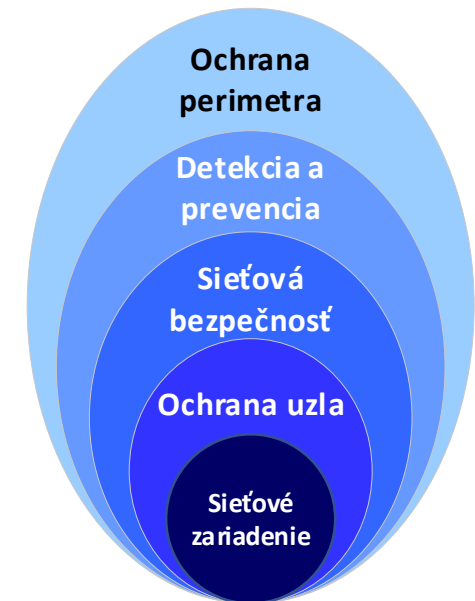 Ochrana
perimetra
Detekcia a
prevencia
Sieťová
bezpečnosť
Ochrana uzla
Sieťové
zariadenie